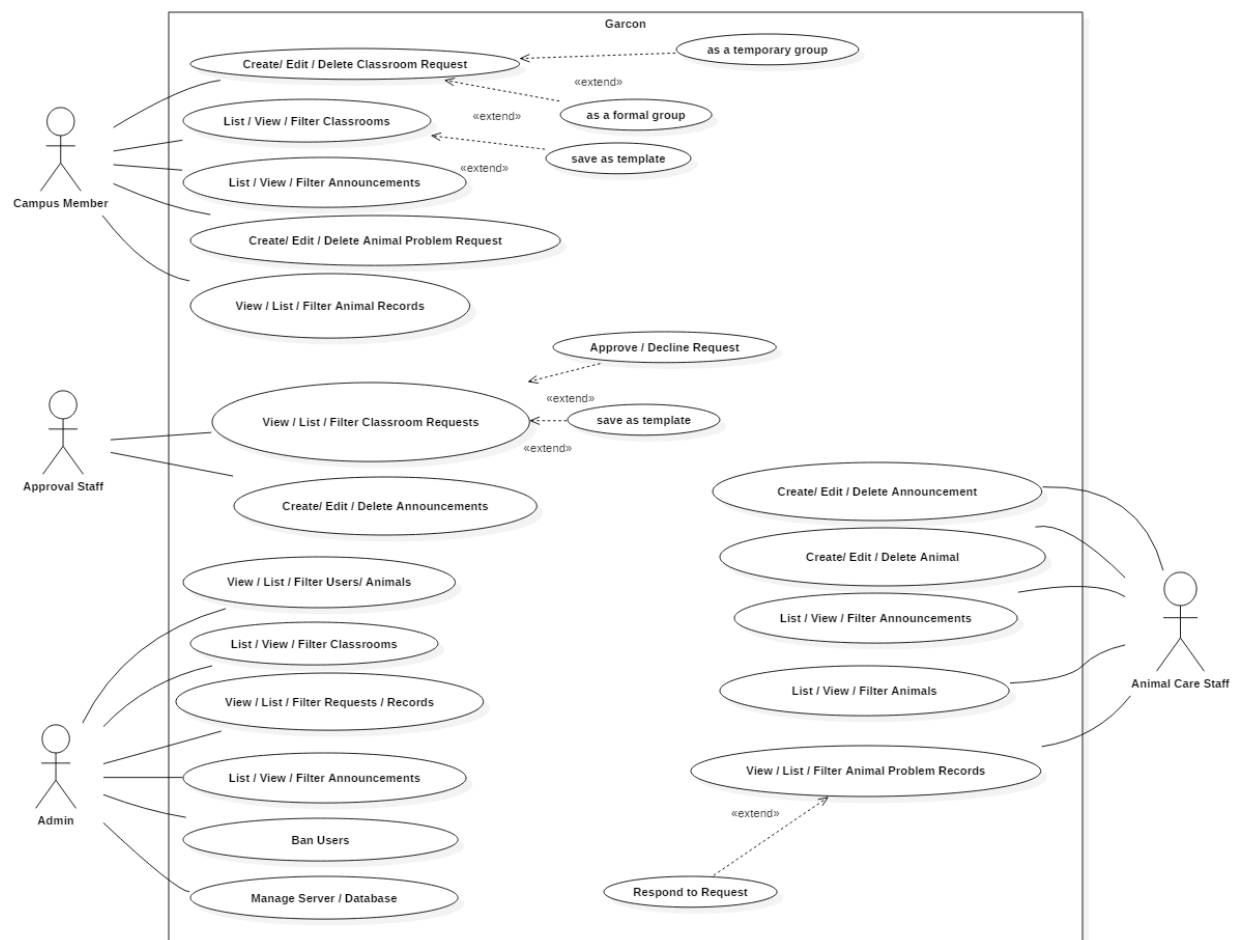 Garcon
Create/ Edit / Delete Classroom Request
as a temporary group
«extend»
as a formal group
List / View / Filter Classrooms
«extend»
save as template
«extend»
List / View / Filter Announcements
Campus Member
Create/ Edit / Delete Animal Problem Request
View / List / Filter Animal Records
Approve / Decline Request
«extend»
View / List / Filter Classroom Requests
save as template
«extend»
Approval Staff
Create/ Edit / Delete Announcements
Create/ Edit / Delete Announcement
Create/ Edit / Delete Animal
View / List / Filter Users/ Animals
List / View / Filter Announcements
List / View / Filter Classrooms
List / View / Filter Animals
Animal Care Staff
View / List / Filter Requests / Records
View / List / Filter Animal Problem Records
List / View / Filter Announcements
«extend»
Admin
Ban Users
Respond to Request
Manage Server / Database